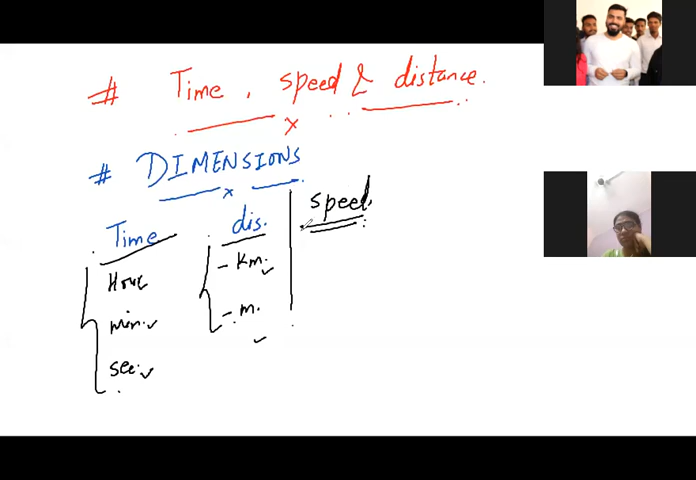 # Time, speed & distance.
# DIMENSIONS
Time dis. speed.
Hour - Km.
min. - m.
sec.